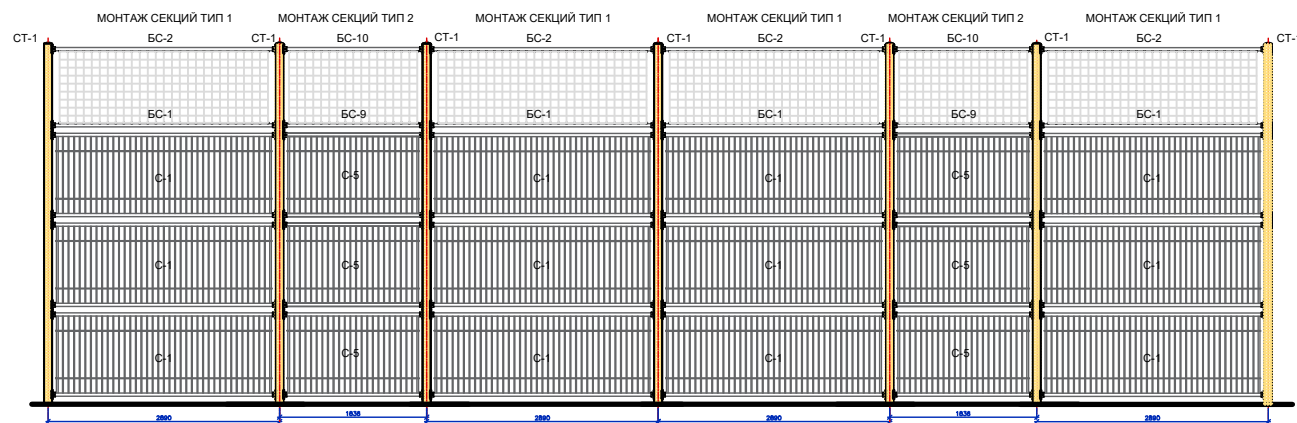 МОНТАЖ СЕКЦИЙ ТИП 1 МОНТАЖ СЕКЦИЙ ТИП 2 МОНТАЖ СЕКЦИЙ ТИП 1 МОНТАЖ СЕКЦИЙ ТИП 1 МОНТАЖ СЕКЦИЙ ТИП 2 МОНТАЖ СЕКЦИЙ ТИП 1
СТ-1 БС-2 СТ-1 БС-10 СТ-1 БС-2 СТ-1 БС-2 СТ-1 БС-10 СТ-1 БС-2 СТ-1
БС-1 БС-9 БС-1 БС-1 БС-9 БС-1
С-1 С-5 С-1 С-1 С-5 С-1
С-1 С-5 С-1 С-1 С-5 С-1
С-1 С-5 С-1 С-1 С-5 С-1
2890 2890 2890 2890